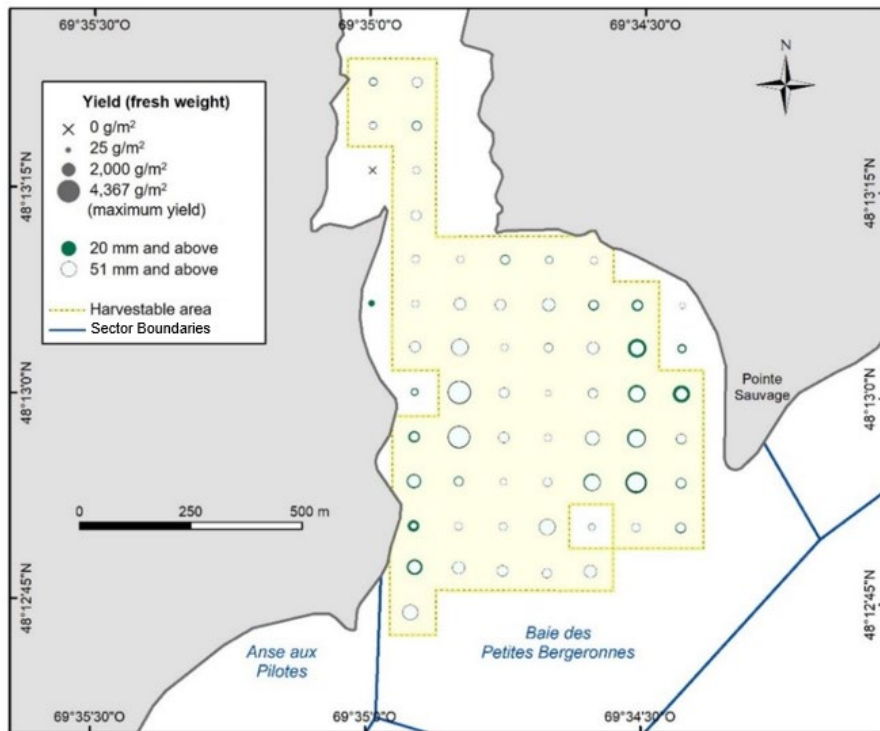 69°35'30"O
69°35'0"O
69°34'30"O
N
Yield (fresh weight)
0 g/m²
25 g/m²
2,000 g/m²
4,367 g/m²
(maximum yield)
20 mm and above
51 mm and above
Harvestable area
Sector Boundaries
48°13'15"N
48°13'15"N
48°13'0"N
48°13'0"N
Pointe
Sauvage
0
250
500 m
48°12'45"N
48°12'45"N
Anse aux
Pilotes
Baie des
Petites Bergeronnes
69°35'30"O
69°35'0"O
69°34'30"O